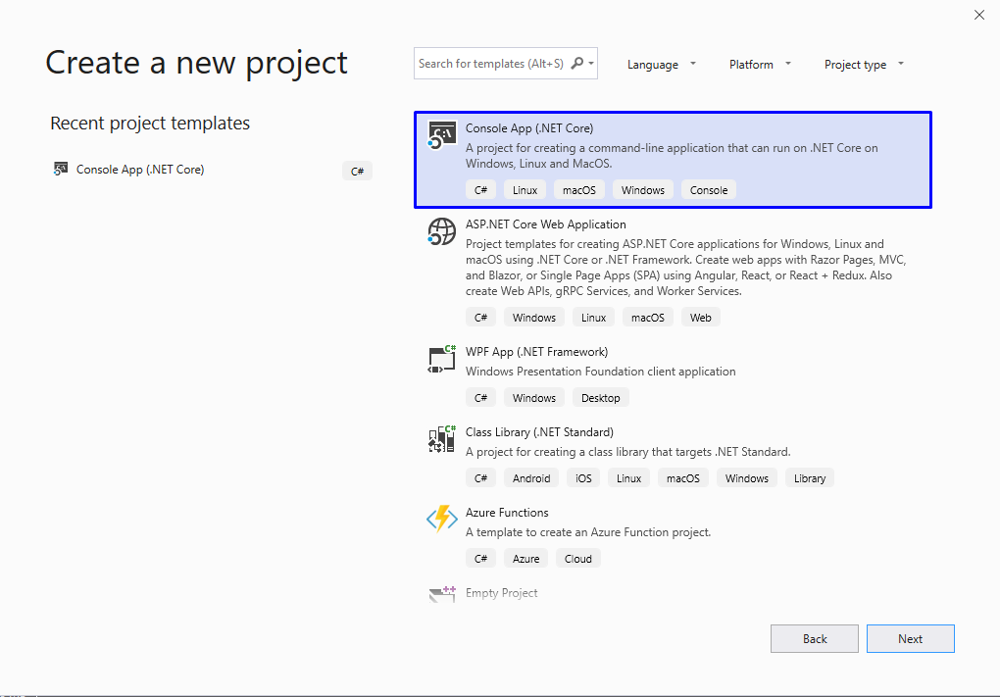 Create a new project
Search for templates (Alt+S)
Language
Platform
Project type
Recent project templates
Console App (.NET Core)
C#
Console App (.NET Core)
A project for creating a command-line application that can run on .NET Core on
Windows, Linux and MacOS.
C# Linux macOS Windows Console
ASP.NET Core Web Application
Project templates for creating ASP.NET Core applications for Windows, Linux and
macOS using .NET Core or .NET Framework. Create web apps with Razor Pages, MVC,
and Blazor, or Single Page Apps (SPA) using Angular, React, or React + Redux. Also
create Web APIs, gRPC Services, and Worker Services.
C# Windows Linux macOS Web
WPF App (.NET Framework)
Windows Presentation Foundation client application
C# Windows Desktop
Class Library (.NET Standard)
A project for creating a class library that targets .NET Standard.
C# Android iOS Linux macOS Windows Library
Azure Functions
A template to create an Azure Function project.
C# Azure Cloud
Empty Project
Back
Next